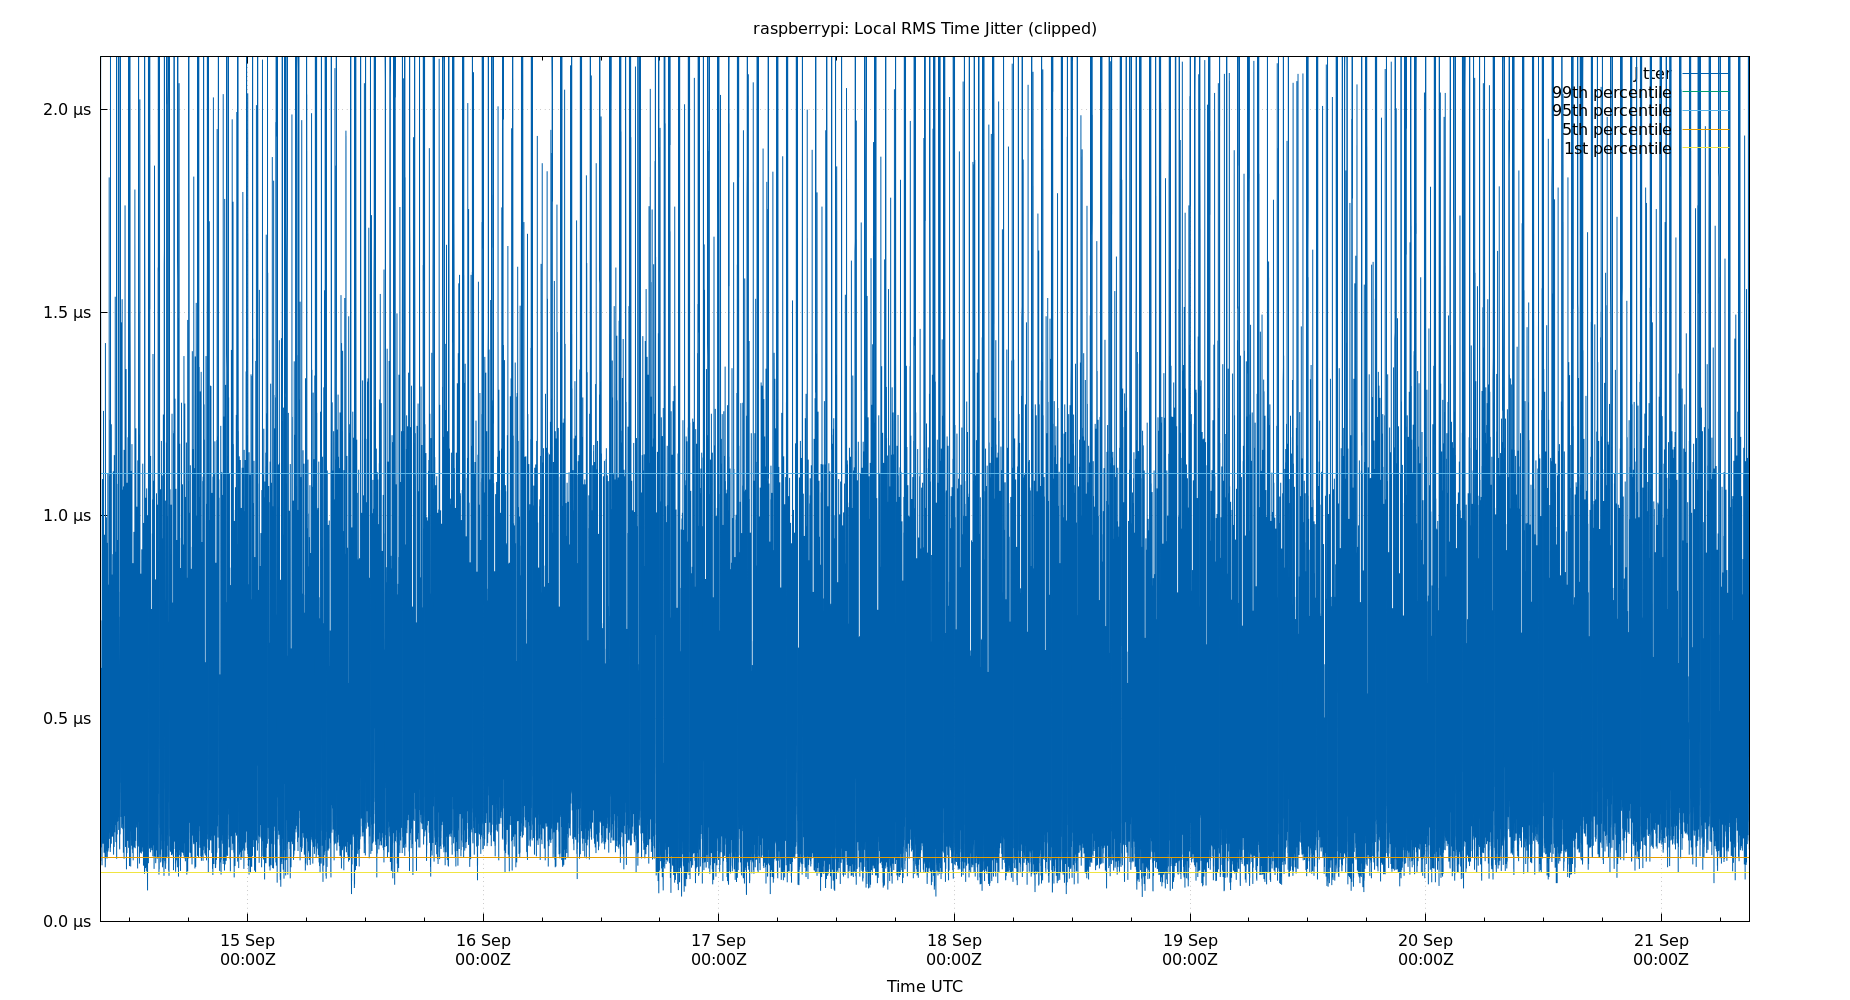 raspberrypi: Local RMS Time Jitter (clipped)
jitter
99th percentile
95th percentile
5th percentile
1st percentile
2.0 µs
1.5 µs
1.0 µs
0.5 µs
0.0 µs
15 Sep 16 Sep 17 Sep 18 Sep 19 Sep 20 Sep 21 Sep
00:00Z 00:00Z 00:00Z 00:00Z 00:00Z 00:00Z 00:00Z
Time UTC